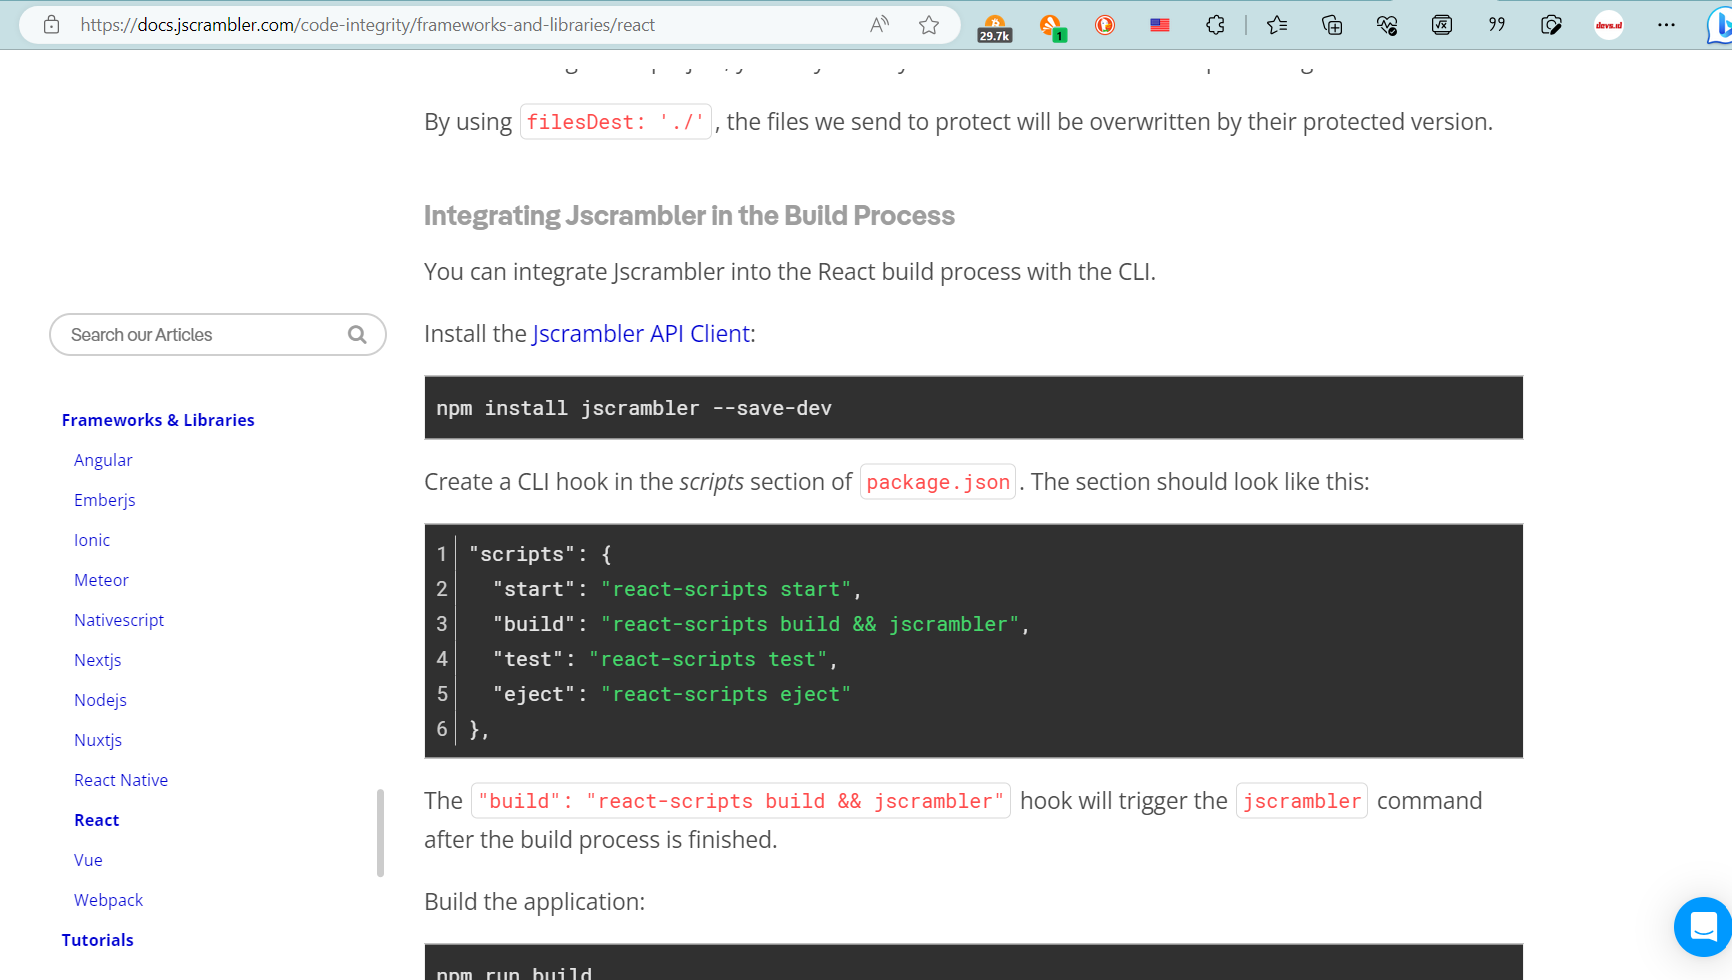 https://docs.jscrambler.com/code-integrity/frameworks-and-libraries/react
29.7k
1
devs.id
By using filesDest: './' , the files we send to protect will be overwritten by their protected version.
Integrating Jscrambler in the Build Process
You can integrate Jscrambler into the React build process with the CLI.
Install the Jscrambler API Client:
npm install jscrambler --save-dev
Create a CLI hook in the scripts section of package.json . The section should look like this:
1 "scripts": {
2 "start": "react-scripts start",
3 "build": "react-scripts build && jscrambler",
4 "test": "react-scripts test",
5 "eject": "react-scripts eject"
6 },
The "build": "react-scripts build && jscrambler" hook will trigger the jscrambler command
after the build process is finished.
Build the application:
npm run build
Search our Articles
Frameworks & Libraries
Angular
Emberjs
Ionic
Meteor
Nativescript
Nextjs
Nodejs
Nuxtjs
React Native
React
Vue
Webpack
Tutorials